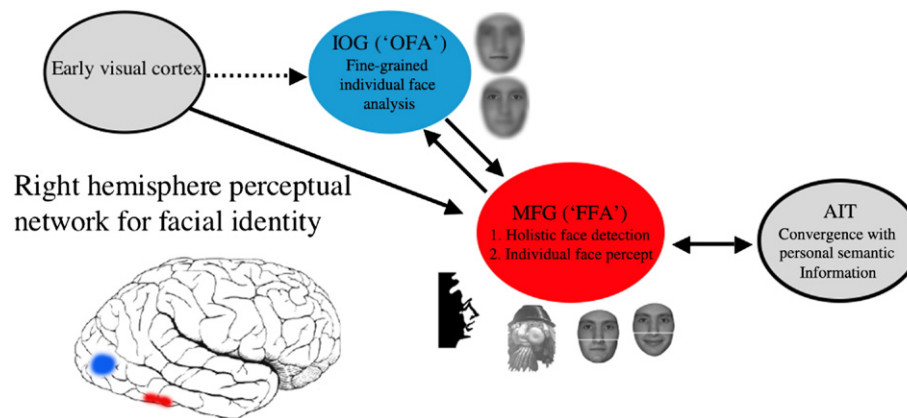 Early visual cortex
IOG (‘OFA’)
Fine-grained
individual face
analysis
Right hemisphere perceptual
network for facial identity
MFG (‘FFA’)
1. Holistic face detection
2. Individual face percept
AIT
Convergence with
personal semantic
Information